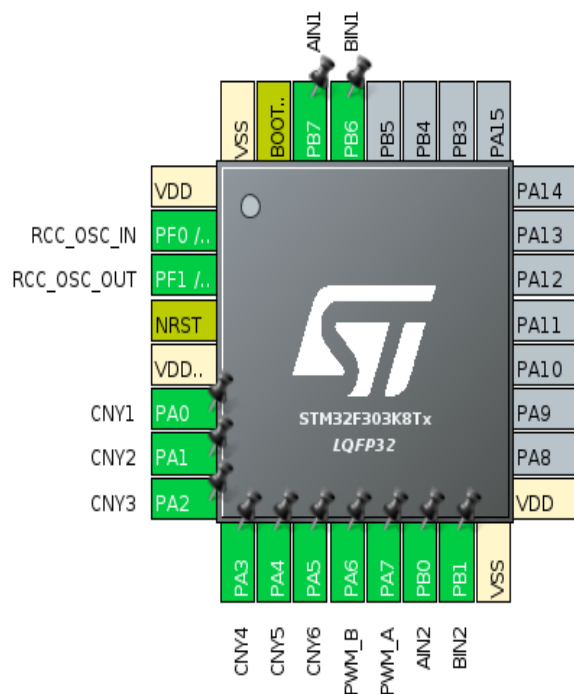 AIN1
BIN1
VSS
BOOT..
PB7
PB6
PB5
PB4
PB3
PA15
VDD
RCC_OSC_IN
PF0 /..
RCC_OSC_OUT
PF1 /..
NRST
VDD..
CNY1
PA0
CNY2
PA1
CNY3
PA2
PA14
PA13
PA12
PA11
PA10
PA9
PA8
VDD
ST
STM32F303K8Tx
LQFP32
PA3
PA4
PA5
PA6
PA7
PB0
PB1
VSS
CNY4
CNY5
CNY6
PWM_B
PWM_A
AIN2
BIN2